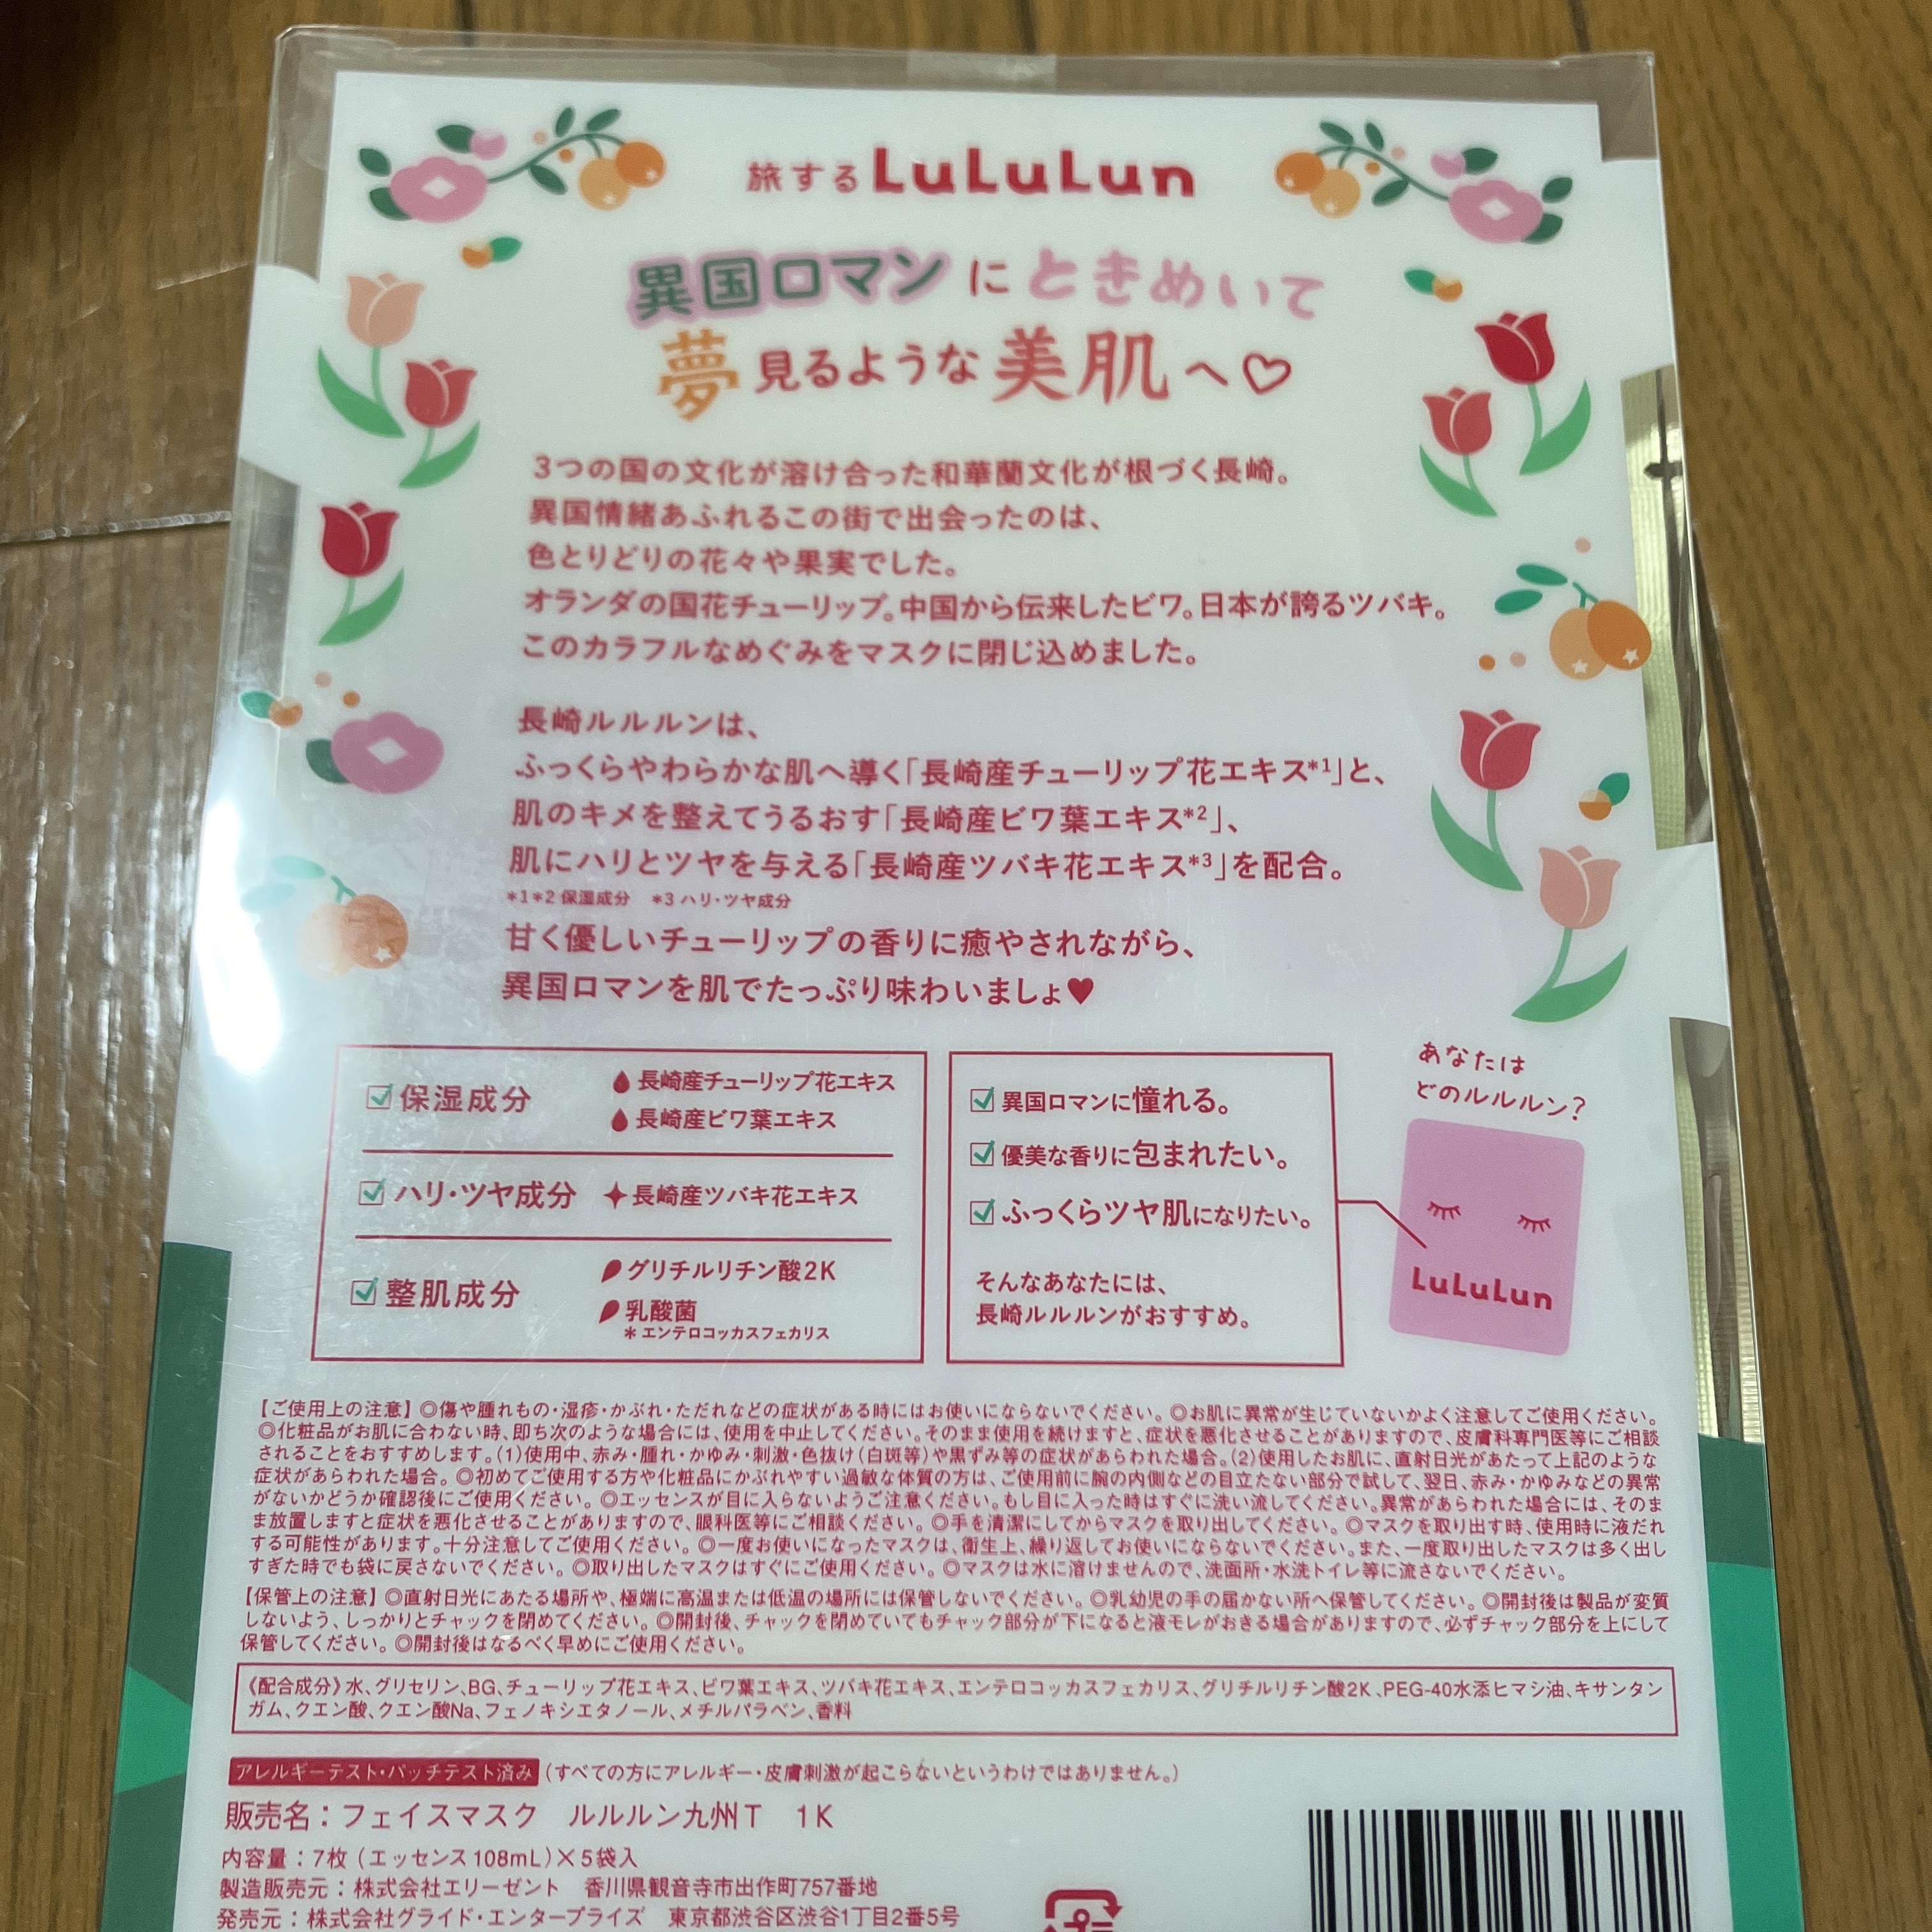 旅するLuLuLun
異国ロマンにときめいて
夢見るような美肌へ♡
3つの国の文化が溶け合った和華蘭文化が根づく長崎。
異国情緒あふれるこの街で出会ったのは、
色とりどりの花々や果実でした。
オランダの国花チューリップ。中国から伝来したビワ。日本が誇るツバキ。
このカラフルなめぐみをマスクに閉じ込めました。
長崎ルルルンは、
ふっくらやわらかな肌へ導く「長崎産チューリップ花エキス*1」と、
肌のキメを整えてうるおす「長崎産ビワ葉エキス*2」、
肌にハリとツヤを与える「長崎産ツバキ花エキス*3」を配合。
*1*2 保湿成分 *3 ハリ・ツヤ成分
甘く優しいチューリップの香りに癒やされながら、
異国ロマンを肌でたっぷり味わいましょ♥
保湿成分
長崎産チューリップ花エキス
長崎産ビワ葉エキス
ハリ・ツヤ成分
長崎産ツバキ花エキス
整肌成分
グリチルリチン酸2K
乳酸菌
*エンテロコッカスフェカリス
異国ロマンに憧れる。
優美な香りに包まれたい。
ふっくらツヤ肌になりたい。
そんなあなたには、
長崎ルルルンがおすすめ。
あなたは
どのルルルン?
LuLuLun
【ご使用上の注意】◎傷や腫れもの・湿疹・かぶれ・ただれなどの症状がある時にはお使いにならないでください。◎お肌に異常が生じていないかよく注意してご使用ください。
◎化粧品がお肌に合わない時、即ち次のような場合には、使用を中止してください。そのまま使用を続けますと、症状を悪化させることがありますので、皮膚科専門医等にご相談
されることをおすすめします。(1)使用中、赤み・腫れ・かゆみ・刺激・色抜け(白斑等)や黒ずみ等の症状があらわれた場合。(2)使用したお肌に、直射日光があたって上記のような
症状があらわれた場合。◎初めてご使用する方や化粧品にかぶれやすい過敏な体質の方は、ご使用前に腕の内側などの目立たない部分で試して、翌日、赤み・かゆみなどの異常
がないかどうか確認後にご使用ください。◎エッセンスが目に入らないようご注意ください。もし目に入った時はすぐに洗い流してください。異常があらわれた場合には、そのまま
ま放置しますと症状を悪化させることがありますので、眼科医等にご相談ください。◎手を清潔にしてからマスクを取り出してください。◎マスクを取り出す時、使用時に液だれ
する可能性があります。十分注意してご使用ください。◎一度お使いになったマスクは、衛生上、繰り返してお使いにならないでください。また、一度取り出したマスクは多く出し
すぎた時でも袋に戻さないでください。◎取り出したマスクはすぐにご使用ください。◎マスクは水に溶けませんので、洗面所・水洗トイレ等に流さないでください。
【保管上の注意】◎直射日光にあたる場所や、極端に高温または低温の場所には保管しないでください。◎乳幼児の手の届かない所へ保管してください。◎開封後は製品が変質
しないよう、しっかりとチャックを閉めてください。◎開封後、チャックを閉めていてもチャック部分が下になると液モレがおきる場合がありますので、必ずチャック部分を上にして
保管してください。◎開封後はなるべく早めにご使用ください。
《配合成分》水、グリセリン、BG、チューリップ花エキス、ビワ葉エキス、ツバキ花エキス、エンテロコッカスフェカリス、グリチルリチン酸2K、PEG-40水添ヒマシ油、キサンタン
ガム、クエン酸、クエン酸Na、フェノキシエタノール、メチルパラベン、香料
アレルギーテスト・パッチテスト済み (すべての方にアレルギー・皮膚刺激が起こらないというわけではありません。)
販売名:フェイスマスク ルルルン九州T 1K
内容量:7枚(エッセンス108mL)×5袋入
製造販売元:株式会社エリーゼント 香川県観音寺市出作町757番地
発売元:株式会社グライド・エンタープライズ 東京都渋谷区渋谷1丁目2番5号